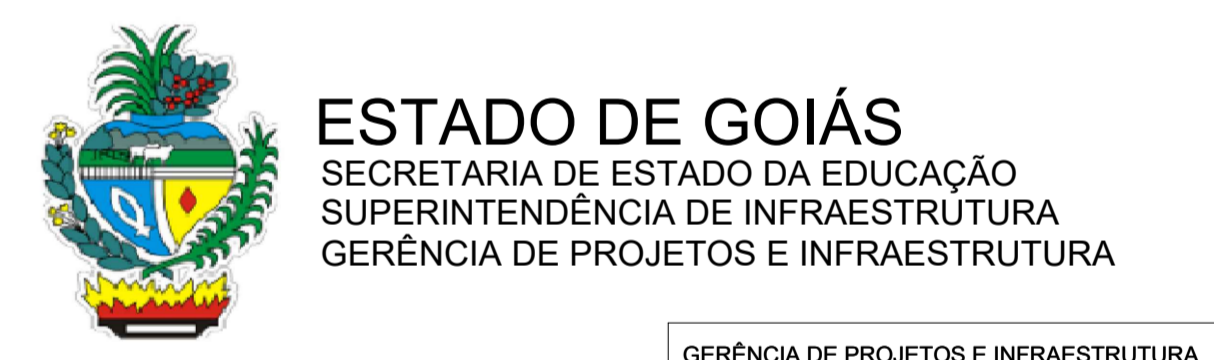 ESTADO DE GOIÁS
SECRETARIA DE ESTADO DA EDUCAÇÃO
SUPERINTENDÊNCIA DE INFRAESTRUTURA
GERÊNCIA DE PROJETOS E INFRAESTRUTURA
GERÊNCIA DE PROJETOS E INFRAESTRUTURA